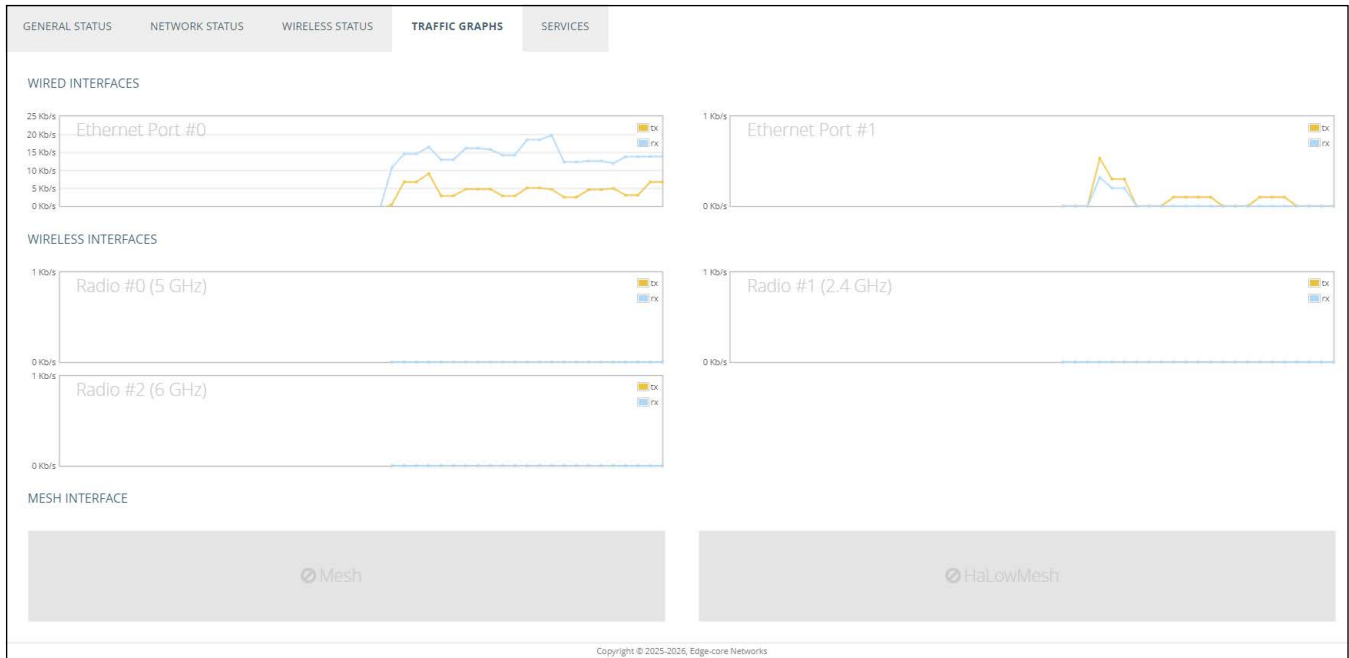 GENERAL STATUS NETWORK STATUS WIRELESS STATUS TRAFFIC GRAPHS SERVICES
WIRED INTERFACES
25 Kb/s
20 Kb/s
15 Kb/s
10 Kb/s
5 Kb/s
0 Kb/s
Ethernet Port #0
tx
rx
1 Kb/s
0 Kb/s
Ethernet Port #1
tx
rx
WIRELESS INTERFACES
1 Kb/s
0 Kb/s
Radio #0 (5 GHz)
tx
rx
1 Kb/s
0 Kb/s
Radio #1 (2.4 GHz)
tx
rx
1 Kb/s
0 Kb/s
Radio #2 (6 GHz)
tx
rx
MESH INTERFACE
Mesh
HaLowMesh
Copyright © 2025-2026, Edge-core Networks